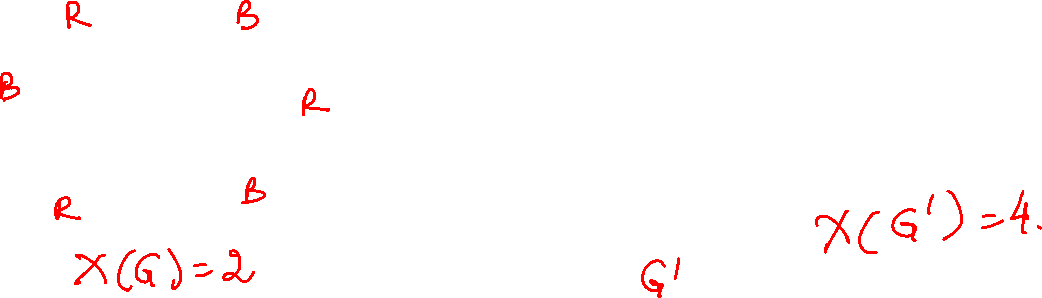 R B
B
R
R B
X(G)=2
G'
X(G')=4.